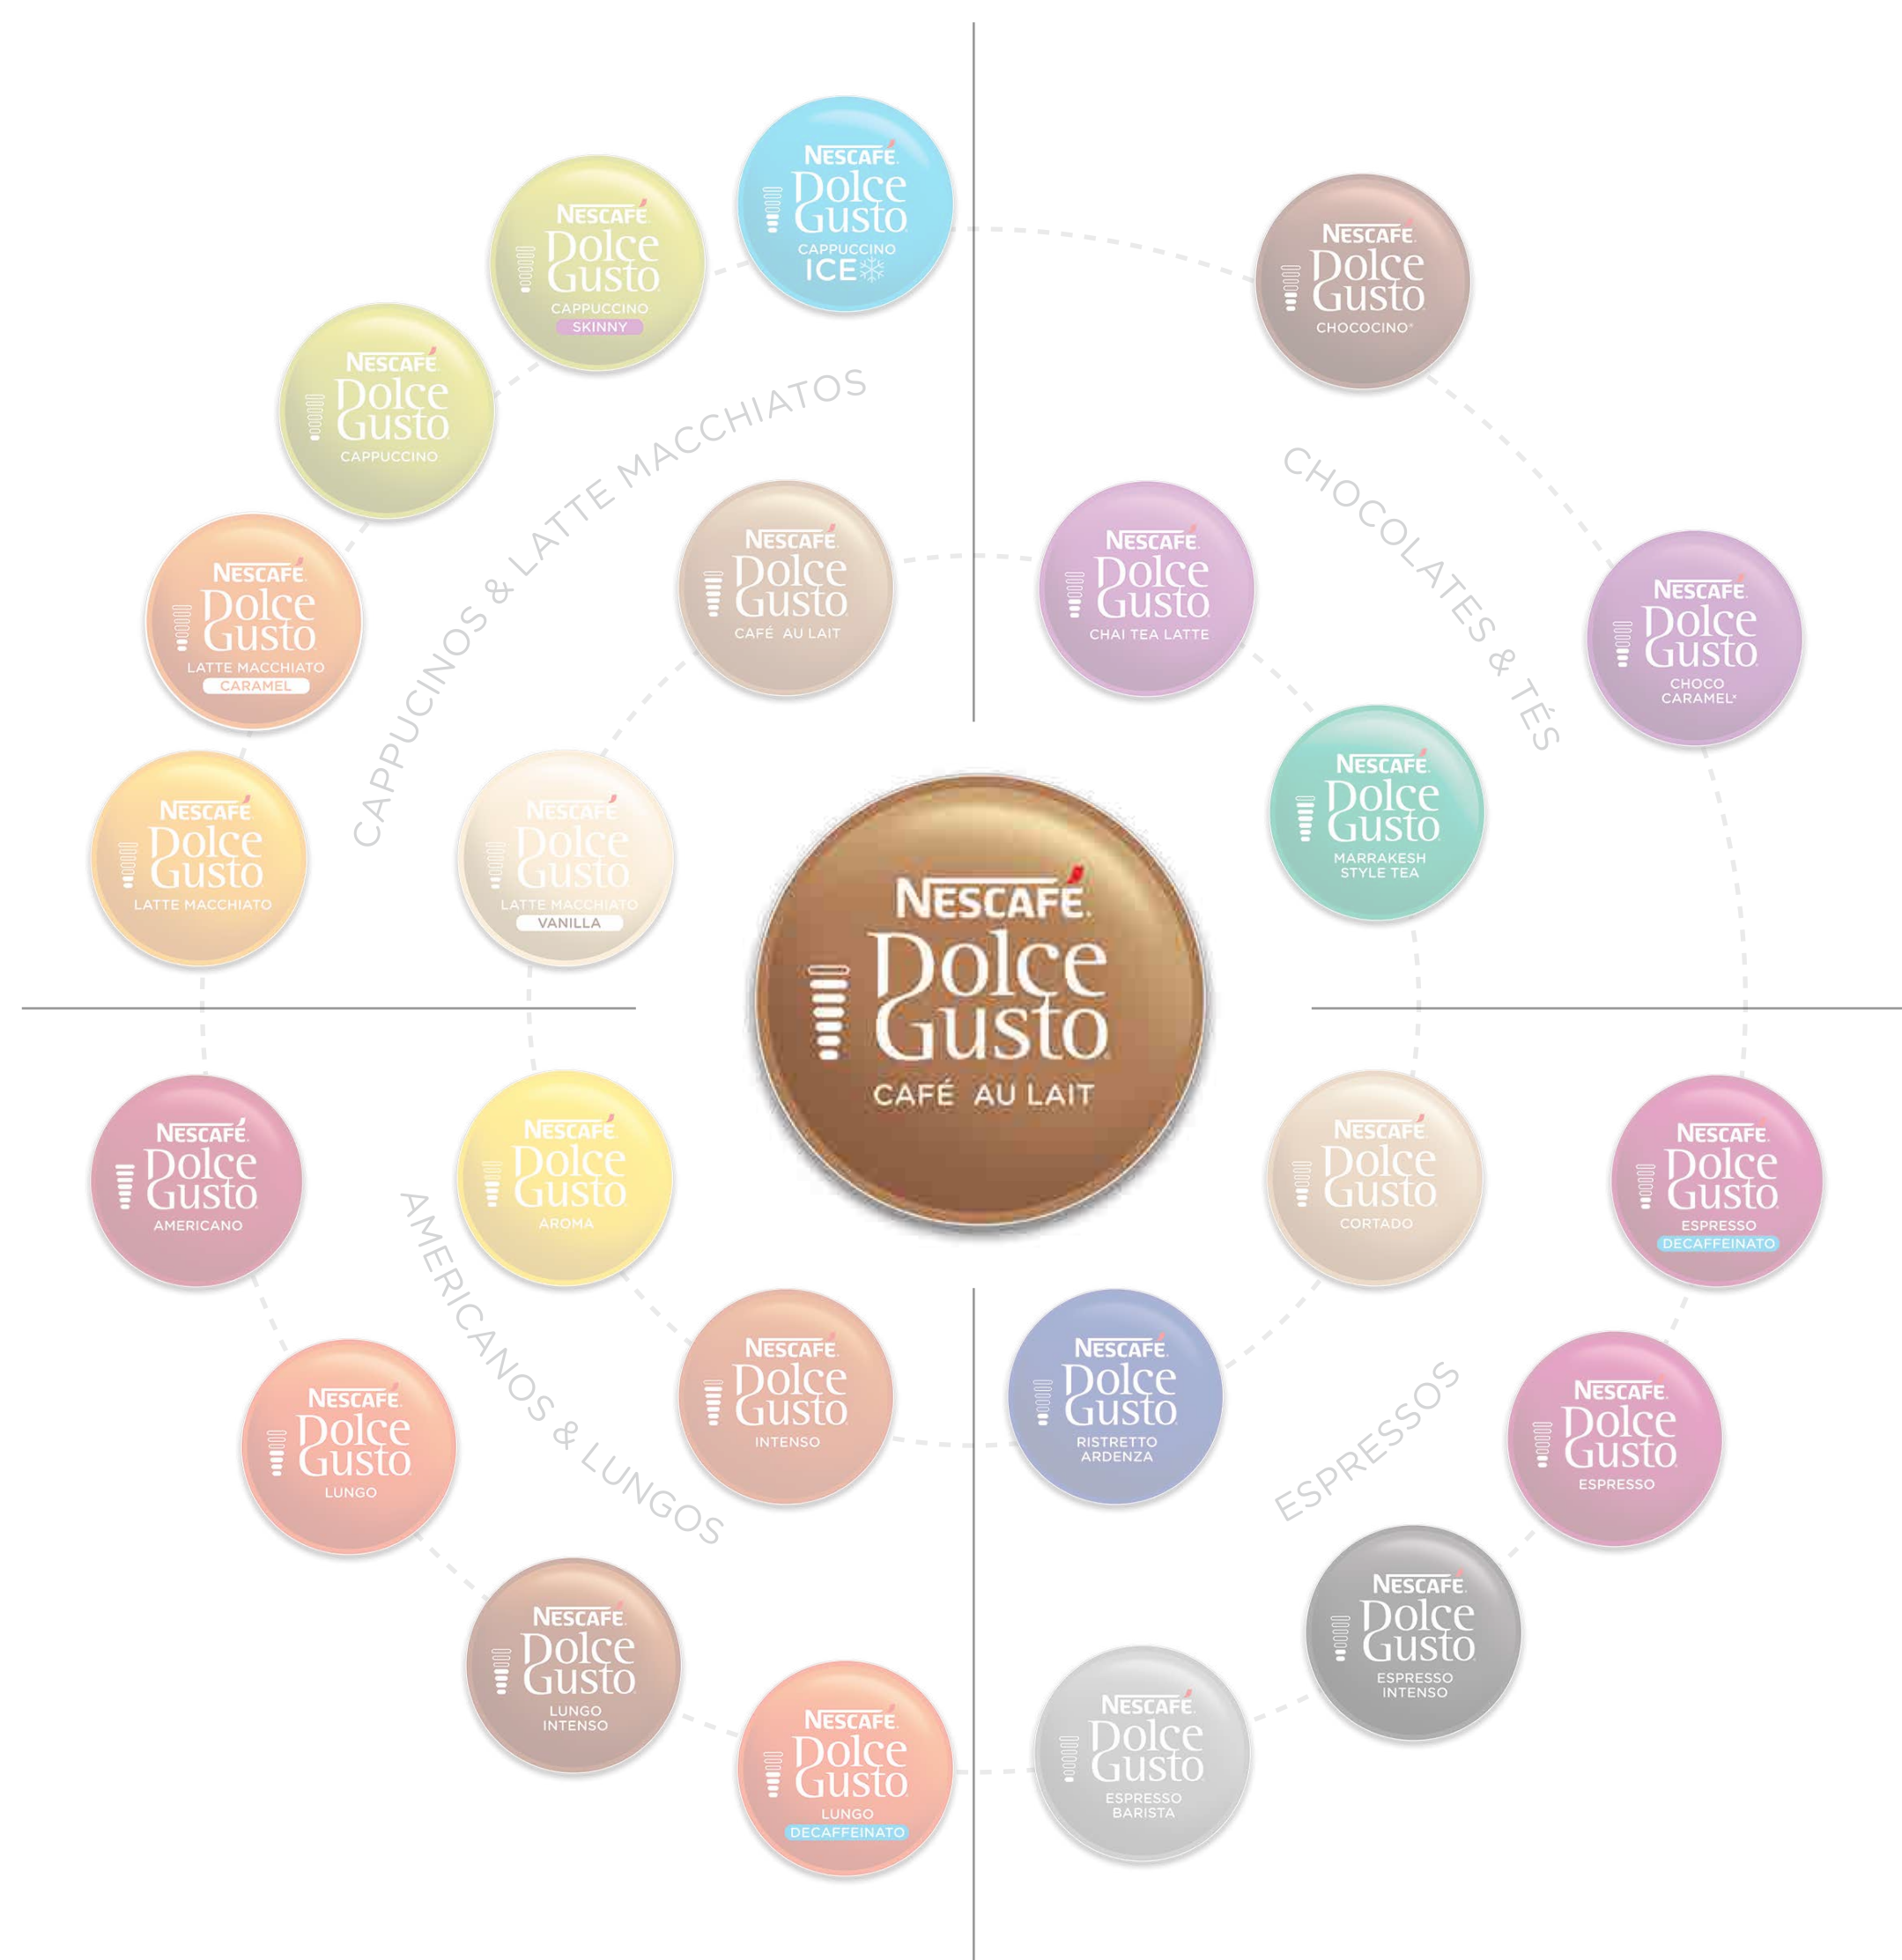 NESCAFÉ.
Dolce
Gusto
CAPPUCCINO
ICE
NESCAFÉ.
Dolce
Gusto
CAPPUCCINO
SKINNY
NESCAFÉ.
Dolce
Gusto
CAPPUCCINO
NESCAFÉ.
Dolce
Gusto
LATTE MACCHIATO
CARAMEL
NESCAFÉ.
Dolce
Gusto
LATTE MACCHIATO
CAPPUCINOS & LATTE MACCHIATOS
NESCAFÉ.
Dolce
Gusto
CAFÉ AU LAIT
NESCAFÉ.
Dolce
Gusto
LATTE MACCHIATO
VANILLA
NESCAFÉ.
Dolce
Gusto
CHOCOCINO®
NESCAFÉ.
Dolce
Gusto
CHOCO
CARAMEL*
CHOCOLATES & TÉS
NESCAFÉ.
Dolce
Gusto
CHAI TEA LATTE
NESCAFÉ.
Dolce
Gusto
MARRAKESH
STYLE TEA
NESCAFÉ.
Dolce
Gusto
CAFÉ AU LAIT
NESCAFÉ.
Dolce
Gusto
AMERICANO
NESCAFÉ.
Dolce
Gusto
AROMA
NESCAFÉ.
Dolce
Gusto
INTENSO
AMERICANOS & LUNGOS
NESCAFÉ.
Dolce
Gusto
LUNGO
NESCAFÉ.
Dolce
Gusto
LUNGO
INTENSO
NESCAFÉ.
Dolce
Gusto
LUNGO
DECAFFEINATO
NESCAFÉ.
Dolce
Gusto
CORTADO
NESCAFÉ.
Dolce
Gusto
ESPRESSO
DECAFFEINATO
NESCAFÉ.
Dolce
Gusto
RISTRETTO
ARDENZA
ESPRESSOS
NESCAFÉ.
Dolce
Gusto
ESPRESSO
NESCAFÉ.
Dolce
Gusto
ESPRESSO
INTENSO
NESCAFÉ.
Dolce
Gusto
ESPRESSO
BARISTA